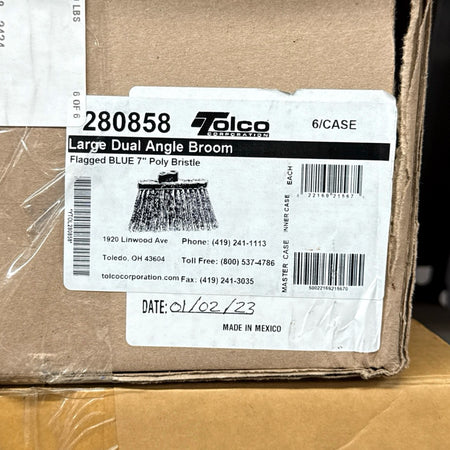 LBS
2424
6 OF 6
280858
Tolco
CORPORATION
6/CASE
Large Dual Angle Broom
Flagged BLUE 7" Poly Bristle
EACH
INNER CASE
MASTER CASE
*TOL280858*
1920 Linwood Ave
Phone: (419) 241-1113
Toledo, OH 43604
Toll Free: (800) 537-4786
tolcocorporation.com
Fax: (419) 241-3035
DATE: 01/02/23
MADE IN MEXICO